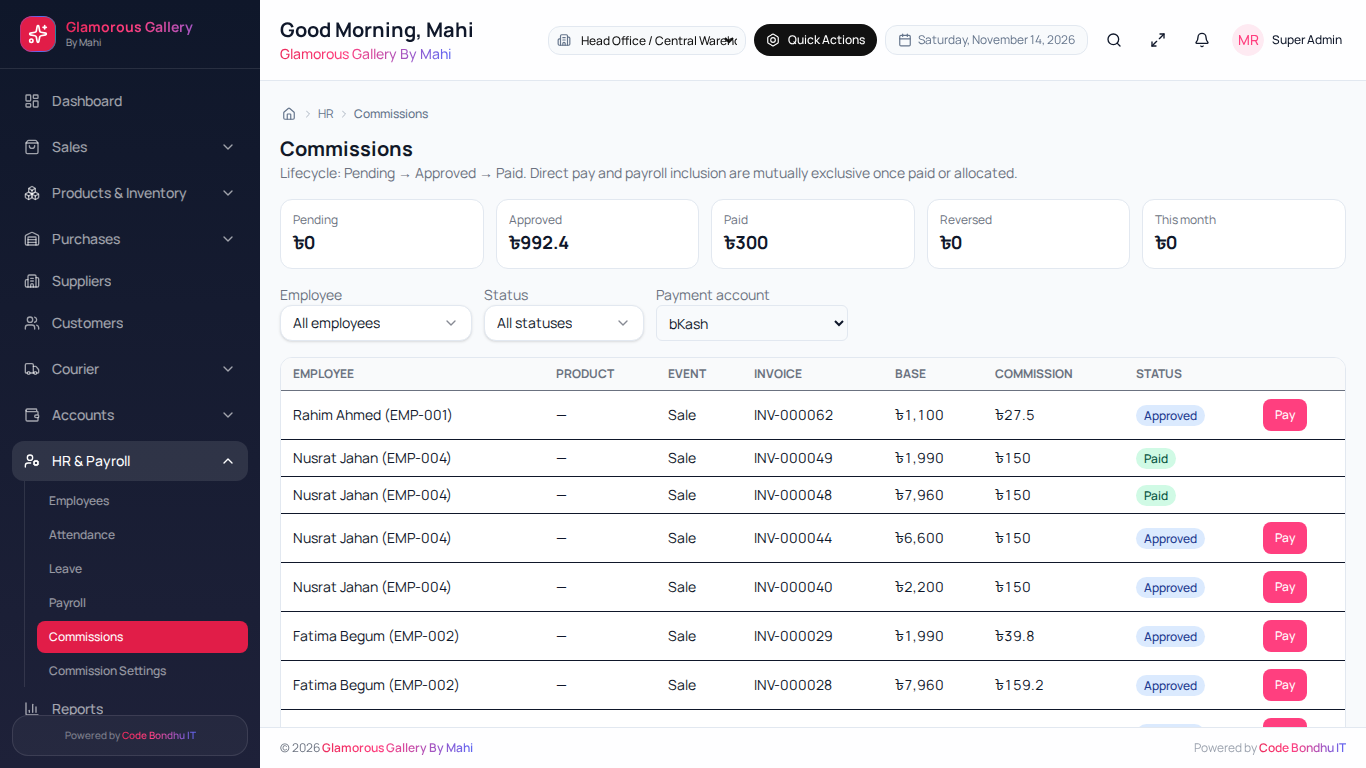 Glamorous Gallery
By Mahi
Dashboard
Sales
Products & Inventory
Purchases
Suppliers
Customers
Courier
Accounts
HR & Payroll
Employees
Attendance
Leave
Payroll
Commissions
Commission Settings
Reports
Powered by Code Bondhu IT
Good Morning, Mahi
Glamorous Gallery By Mahi
Head Office / Central
Quick Actions
Saturday, November 14, 2026
MR Super Admin
HR > Commissions
Commissions
Lifecycle: Pending → Approved → Paid. Direct pay and payroll inclusion are mutually exclusive once paid or allocated.
Pending
৳0
Approved
৳992.4
Paid
৳300
Reversed
৳0
This month
৳0
Employee
All employees
Status
All statuses
Payment account
bKash
EMPLOYEE PRODUCT EVENT INVOICE BASE COMMISSION STATUS
Rahim Ahmed (EMP-001) — Sale INV-000062 ৳1,100 ৳27.5 Approved Pay
Nusrat Jahan (EMP-004) — Sale INV-000049 ৳1,990 ৳150 Paid
Nusrat Jahan (EMP-004) — Sale INV-000048 ৳7,960 ৳150 Paid
Nusrat Jahan (EMP-004) — Sale INV-000044 ৳6,600 ৳150 Approved Pay
Nusrat Jahan (EMP-004) — Sale INV-000040 ৳2,200 ৳150 Approved Pay
Fatima Begum (EMP-002) — Sale INV-000029 ৳1,990 ৳39.8 Approved Pay
Fatima Begum (EMP-002) — Sale INV-000028 ৳7,960 ৳159.2 Approved Pay
© 2026 Glamorous Gallery By Mahi
Powered by Code Bondhu IT